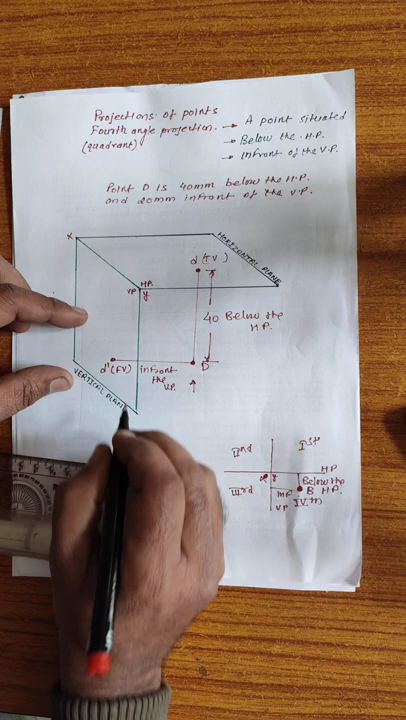 Projections of points
Fourth angle projection. → A point situated
(quadrant) → Below the H.P.
→ Infront of the V.P.
Point D is 40mm below the H.P.
and 20mm infront of the V.P.
X
HORIZONTAL PLANE
d (TV)
HP
VP y
40 Below the
H.P.
d'(FV) infront
the
VP.
D
VERTICAL PLANE
IInd Ist
HP
x y Below the
B HP.
IIIrd InF IV th
VP